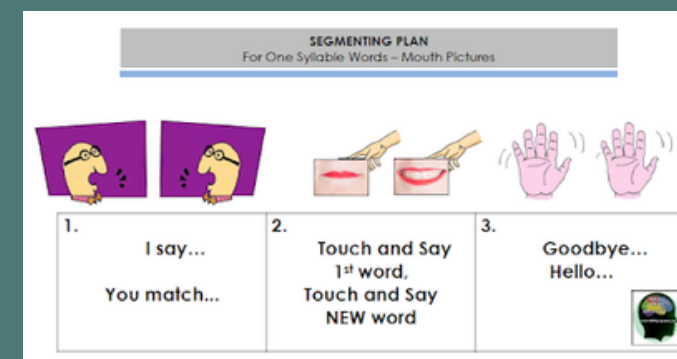 SEGMENTING PLAN
For One Syllable Words – Mouth Pictures
1.
I say...
You match...
2.
Touch and Say
1st word,
Touch and Say
NEW word
3.
Goodbye...
Hello...